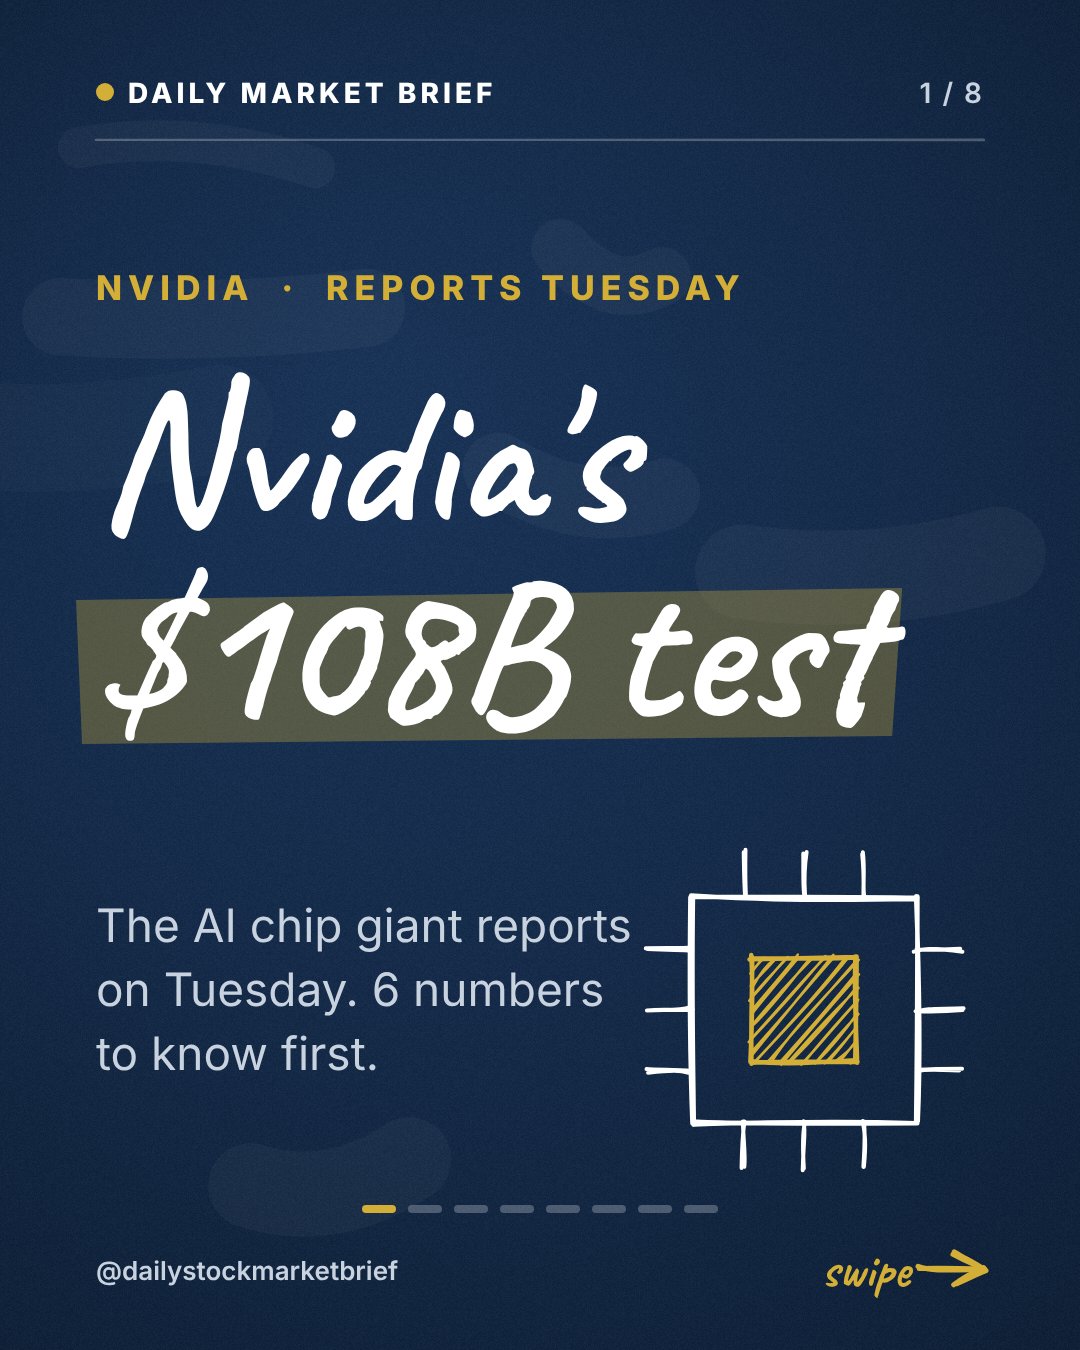 DAILY MARKET BRIEF
1 / 8
NVIDIA · REPORTS TUESDAY
Nvidia's
$108B test
The AI chip giant reports
on Tuesday. 6 numbers
to know first.
@dailystockmarketbrief
swipe